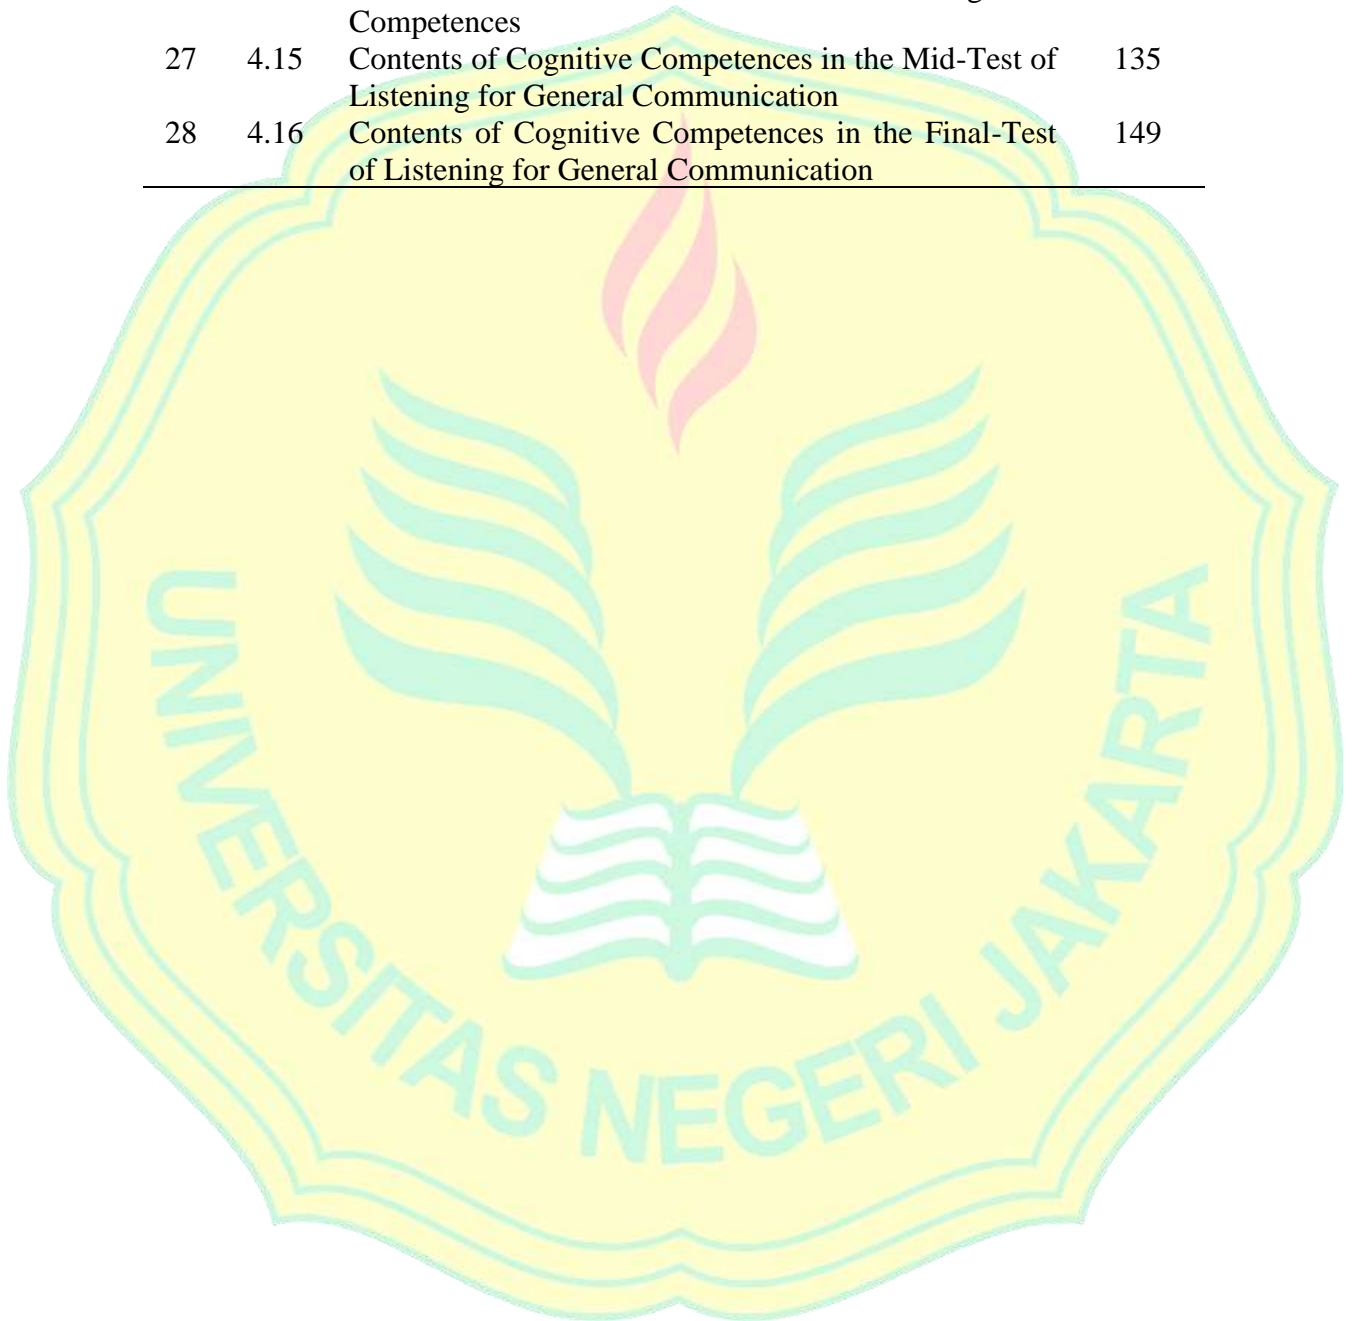 Competences
27 4.15 Contents of Cognitive Competences in the Mid-Test of 135
Listening for General Communication
28 4.16 Contents of Cognitive Competences in the Final-Test 149
of Listening for General Communication
UNIVERSITAS NEGERI JAKARTA